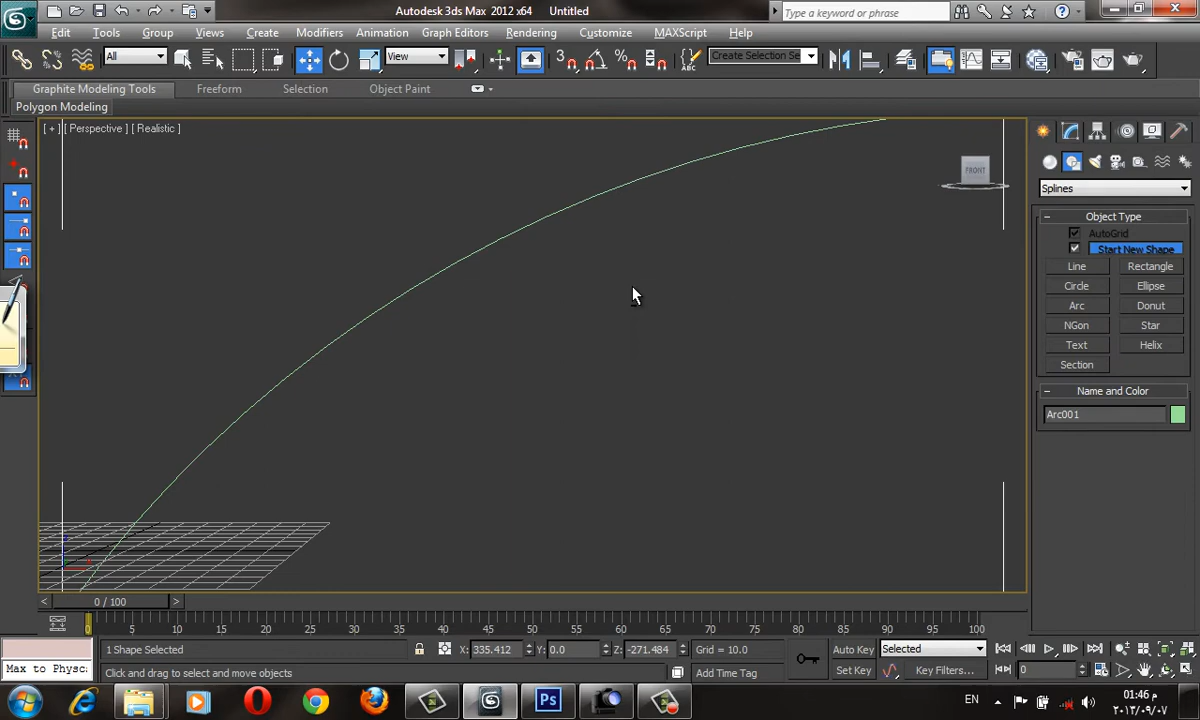 Autodesk 3ds Max 2012 x64 Untitled
Type a keyword or phrase
Edit Tools Group Views Create Modifiers Animation Graph Editors Rendering Customize MAXScript Help
All View 3 Create Selection Se
Graphite Modeling Tools Freeform Selection Object Paint
Polygon Modeling
[ + ] [ Perspective ] [ Realistic ]
FRONT
Splines
Object Type
AutoGrid
Start New Shape
Line Rectangle
Circle Ellipse
Arc Donut
NGon Star
Text Helix
Section
Name and Color
Arc001
< 0 / 100 >
0 5 10 15 20 25 30 35 40 45 50 55 60 65 70 75 80 85 90 95 100
1 Shape Selected X: 335.412 Y: 0.0 Z: -271.484 Grid = 10.0 Auto Key Selected
Max to Physc Click and drag to select and move objects Add Time Tag Set Key Key Filters... 0
Ps EN م 01:46
٢٠١٣/٠٩/٠٧